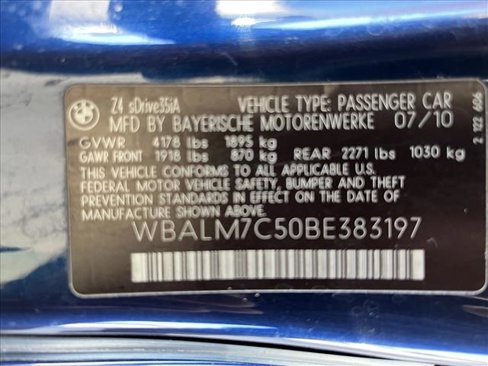 Z4 sDrive35iA
VEHICLE TYPE: PASSENGER CAR
MFD BY BAYERISCHE MOTORENWERKE 07/10
GVWR 4178 lbs 1895 kg
GAWR FRONT 1918 lbs 870 kg REAR 2271 lbs 1030 kg
THIS VEHICLE CONFORMS TO ALL APPLICABLE U.S.
FEDERAL MOTOR VEHICLE SAFETY, BUMPER AND THEFT
PREVENTION STANDARDS IN EFFECT ON THE DATE OF
MANUFACTURE SHOWN ABOVE.
WBALM7C50BE383197